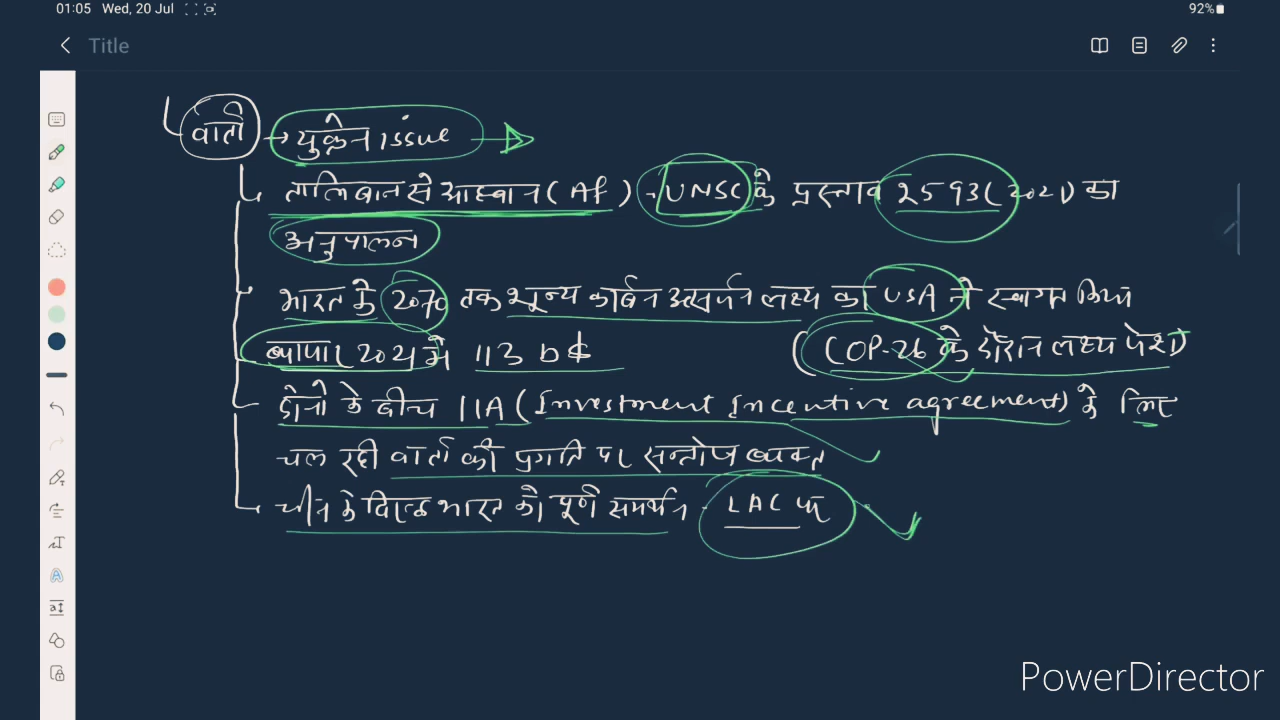 01:05 Wed, 20 Jul 92%
Title
वार्ता → युक्रेन issue
तालिबान से आह्वान (Af) - UNSC के प्रस्ताव 2593 (2021) का
अनुपालन
भारत के 2070 तक शून्य कार्बन उत्सर्जन लक्ष्य का USA ने स्वागत किया
व्यापार 2021 में 113 b$ (COP-26 के दौरान लक्ष्य पेश)
दोनों के बीच IIA (Investment Incentive agreement) के लिए
चल रही वार्ता की प्रगति पर सन्तोष व्यक्त
चीन के विरुद्ध भारत को पूर्ण समर्थन - LAC पर
PowerDirector